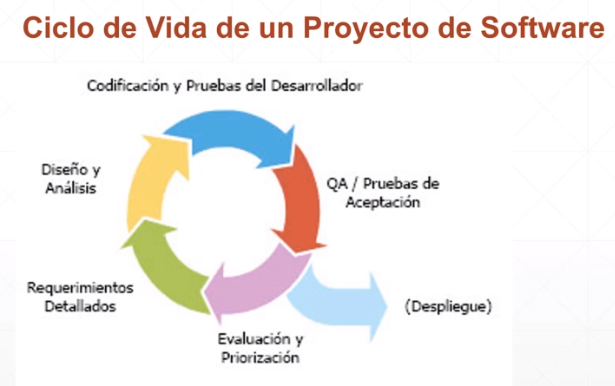 Ciclo de Vida de un Proyecto de Software
Codificación y Pruebas del Desarrollador
Diseño y
Análisis
QA / Pruebas de
Aceptación
Requerimientos
Detallados
(Despliegue)
Evaluación y
Priorización